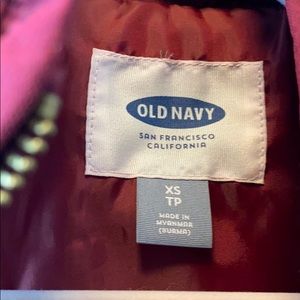 OLD NAVY
SAN FRANCISCO
CALIFORNIA
XS
TP
MADE IN
MYANMAR
(BURMA)